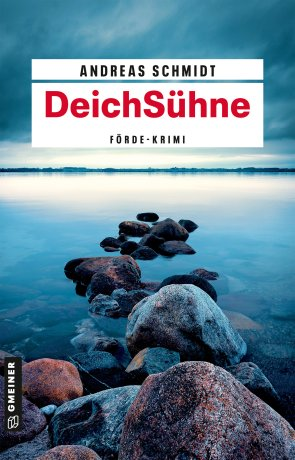 ANDREAS SCHMIDT
DeichSühne
FÖRDE-KRIMI
GMEINER